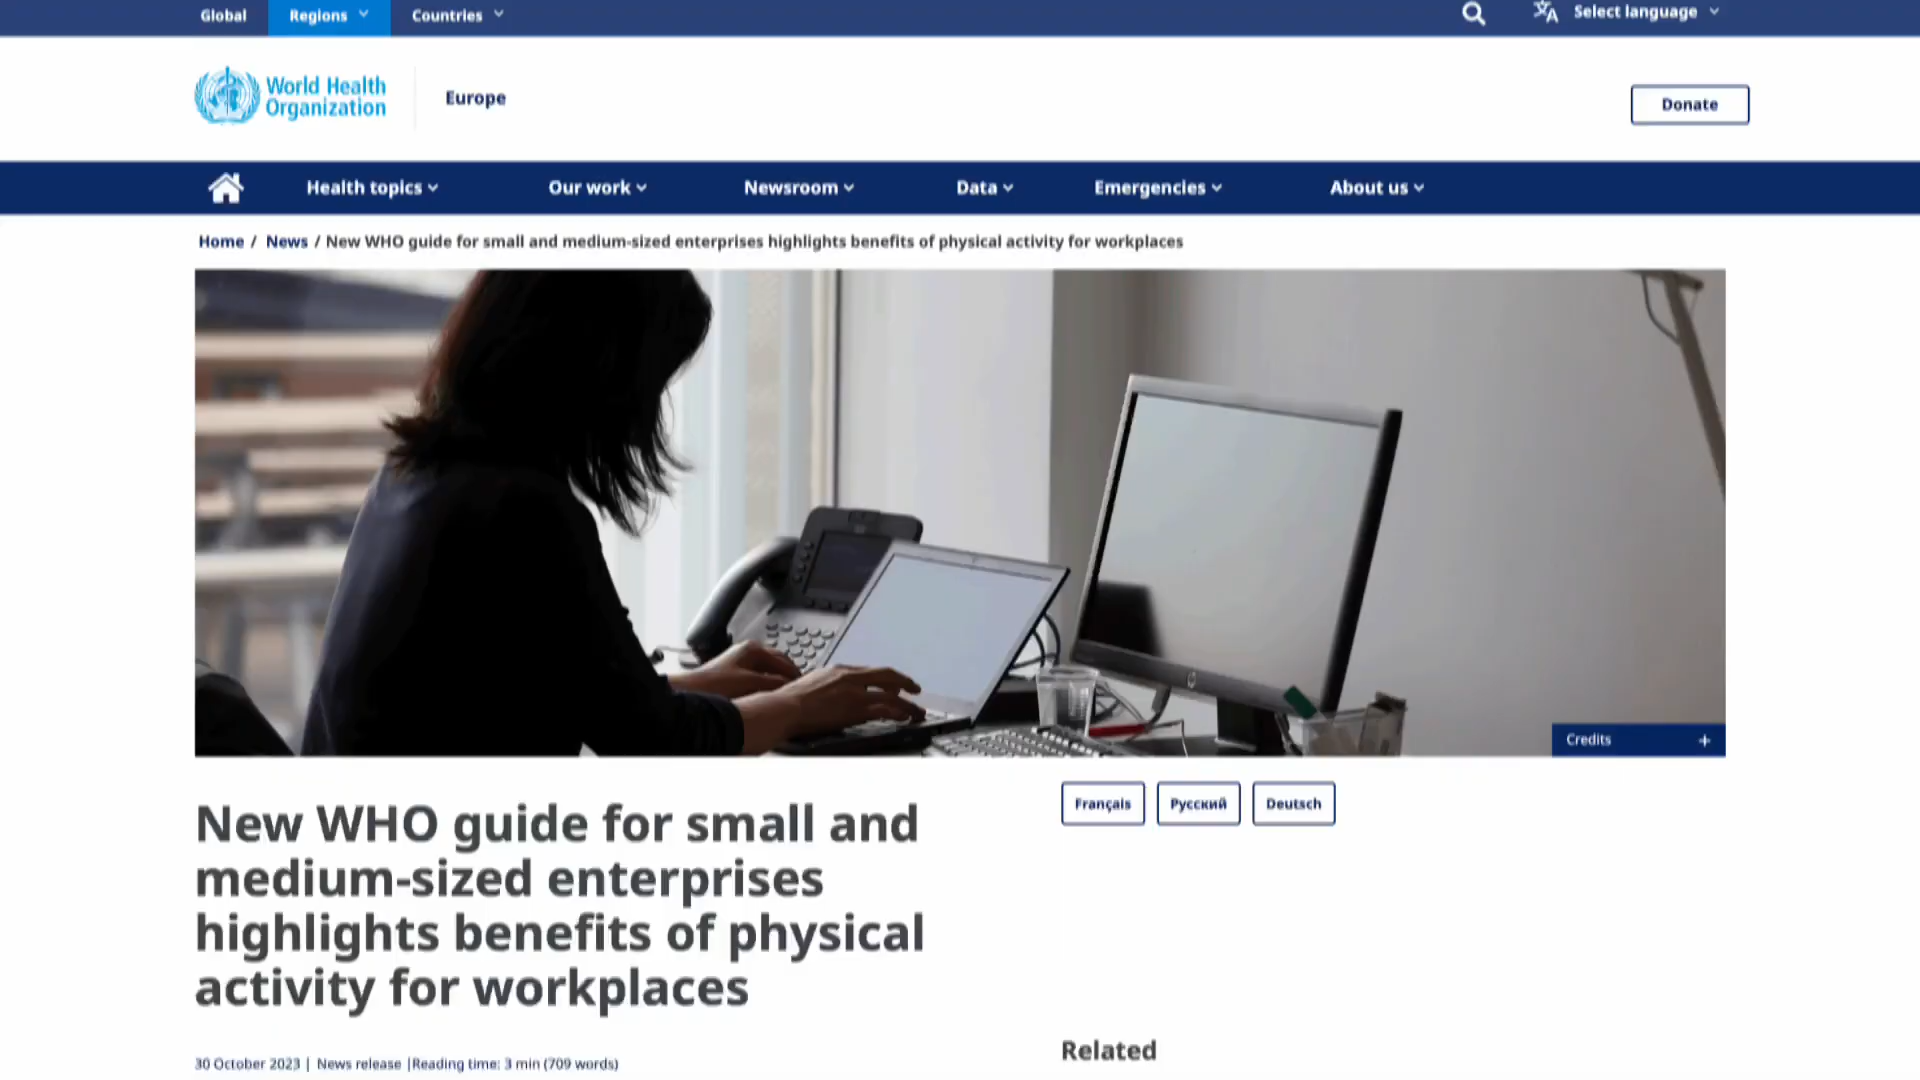 Global Regions Countries Select language
World Health
Organization
Europe
Donate
Health topics Our work Newsroom Data Emergencies About us
Home / News / New WHO guide for small and medium-sized enterprises highlights benefits of physical activity for workplaces
Credits +
Français Русский Deutsch
New WHO guide for small and
medium-sized enterprises
highlights benefits of physical
activity for workplaces
30 October 2023 | News release |Reading time: 3 min (709 words)
Related